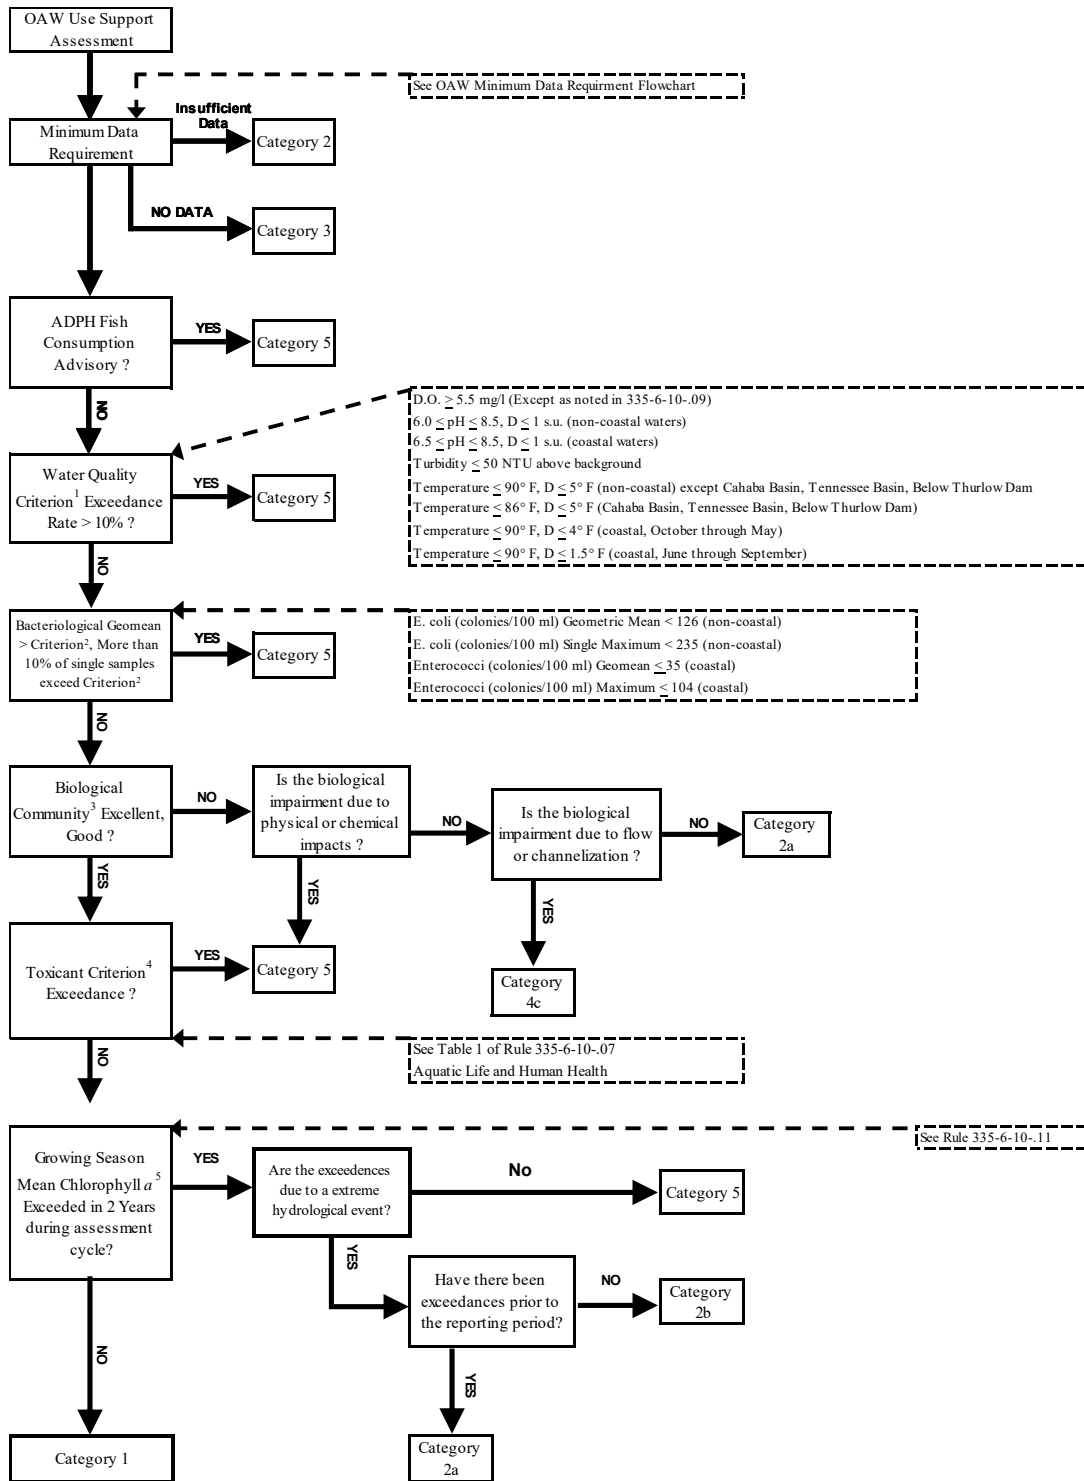 OAW Use Support
Assessment
See OAW Minimum Data Requirment Flowchart
Insufficient
Data
Minimum Data
Requirement
Category 2
NO DATA
Category 3
ADPH Fish
Consumption
Advisory ?
YES
Category 5
NO
D.O. ≥ 5.5 mg/l (Except as noted in 335-6-10-.09)
6.0 ≤ pH ≤ 8.5, D ≤ 1 s.u. (non-coastal waters)
6.5 ≤ pH ≤ 8.5, D ≤ 1 s.u. (coastal waters)
Turbidity ≤ 50 NTU above background
Temperature ≤ 90° F, D ≤ 5° F (non-coastal) except Cahaba Basin, Tennessee Basin, Below Thurlow Dam
Temperature ≤ 86° F, D ≤ 5° F (Cahaba Basin, Tennessee Basin, Below Thurlow Dam)
Temperature ≤ 90° F, D ≤ 4° F (coastal, October through May)
Temperature ≤ 90° F, D ≤ 1.5° F (coastal, June through September)
Water Quality
Criterion¹ Exceedance
Rate > 10% ?
YES
Category 5
NO
Bacteriological Geomean
> Criterion², More than
10% of single samples
exceed Criterion²
YES
Category 5
E. coli (colonies/100 ml) Geometric Mean < 126 (non-coastal)
E. coli (colonies/100 ml) Single Maximum < 235 (non-coastal)
Enterococci (colonies/100 ml) Geomean ≤ 35 (coastal)
Enterococci (colonies/100 ml) Maximum ≤ 104 (coastal)
NO
Biological
Community³ Excellent,
Good ?
NO
Is the biological
impairment due to
physical or chemical
impacts ?
NO
Is the biological
impairment due to flow
or channelization ?
NO
Category
2a
YES
YES
YES
Toxicant Criterion⁴
Exceedance ?
YES
Category 5
Category
4c
NO
See Table 1 of Rule 335-6-10-.07
Aquatic Life and Human Health
See Rule 335-6-10-.11
Growing Season
Mean Chlorophyll a⁵
Exceeded in 2 Years
during assessment
cycle?
YES
Are the exceedences
due to a extreme
hydrological event?
No
Category 5
YES
Have there been
exceedances prior to
the reporting period?
NO
Category
2b
NO
YES
Category 1
Category
2a